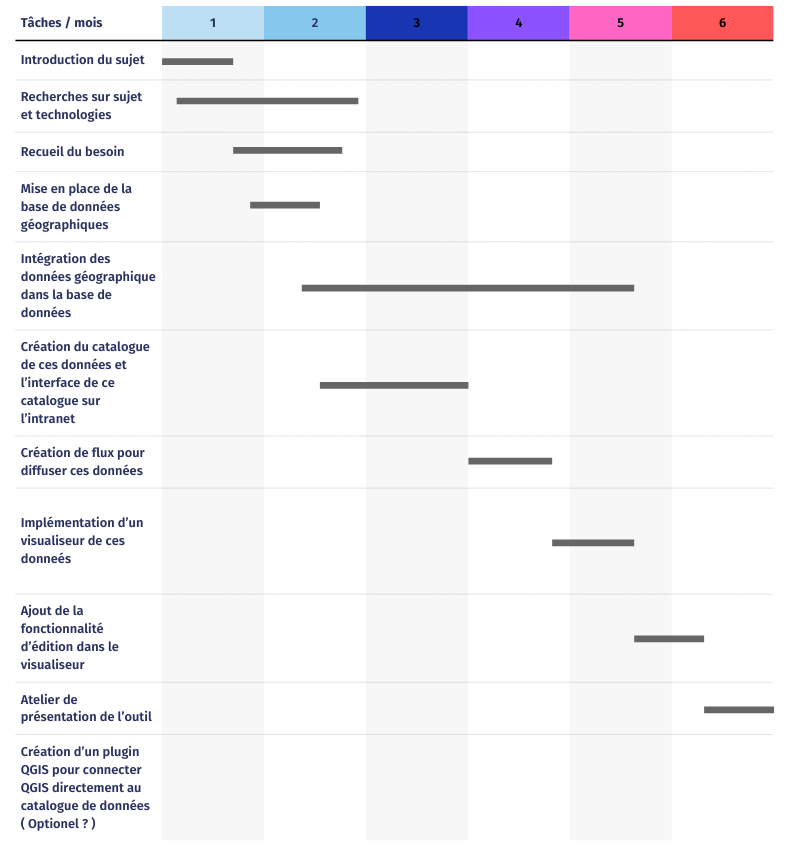 Tâches / mois 1 2 3 4 5 6
Introduction du sujet
Recherches sur sujet
et technologies
Recueil du besoin
Mise en place de la
base de données
géographiques
Intégration des
données géographique
dans la base de
données
Création du catalogue
de ces données et
l'interface de ce
catalogue sur
l'intranet
Création de flux pour
diffuser ces données
Implémentation d'un
visualiseur de ces
donneés
Ajout de la
fonctionnalité
d'édition dans le
visualiseur
Atelier de
présentation de l'outil
Création d'un plugin
QGIS pour connecter
QGIS directement au
catalogue de données
( Optionel ? )